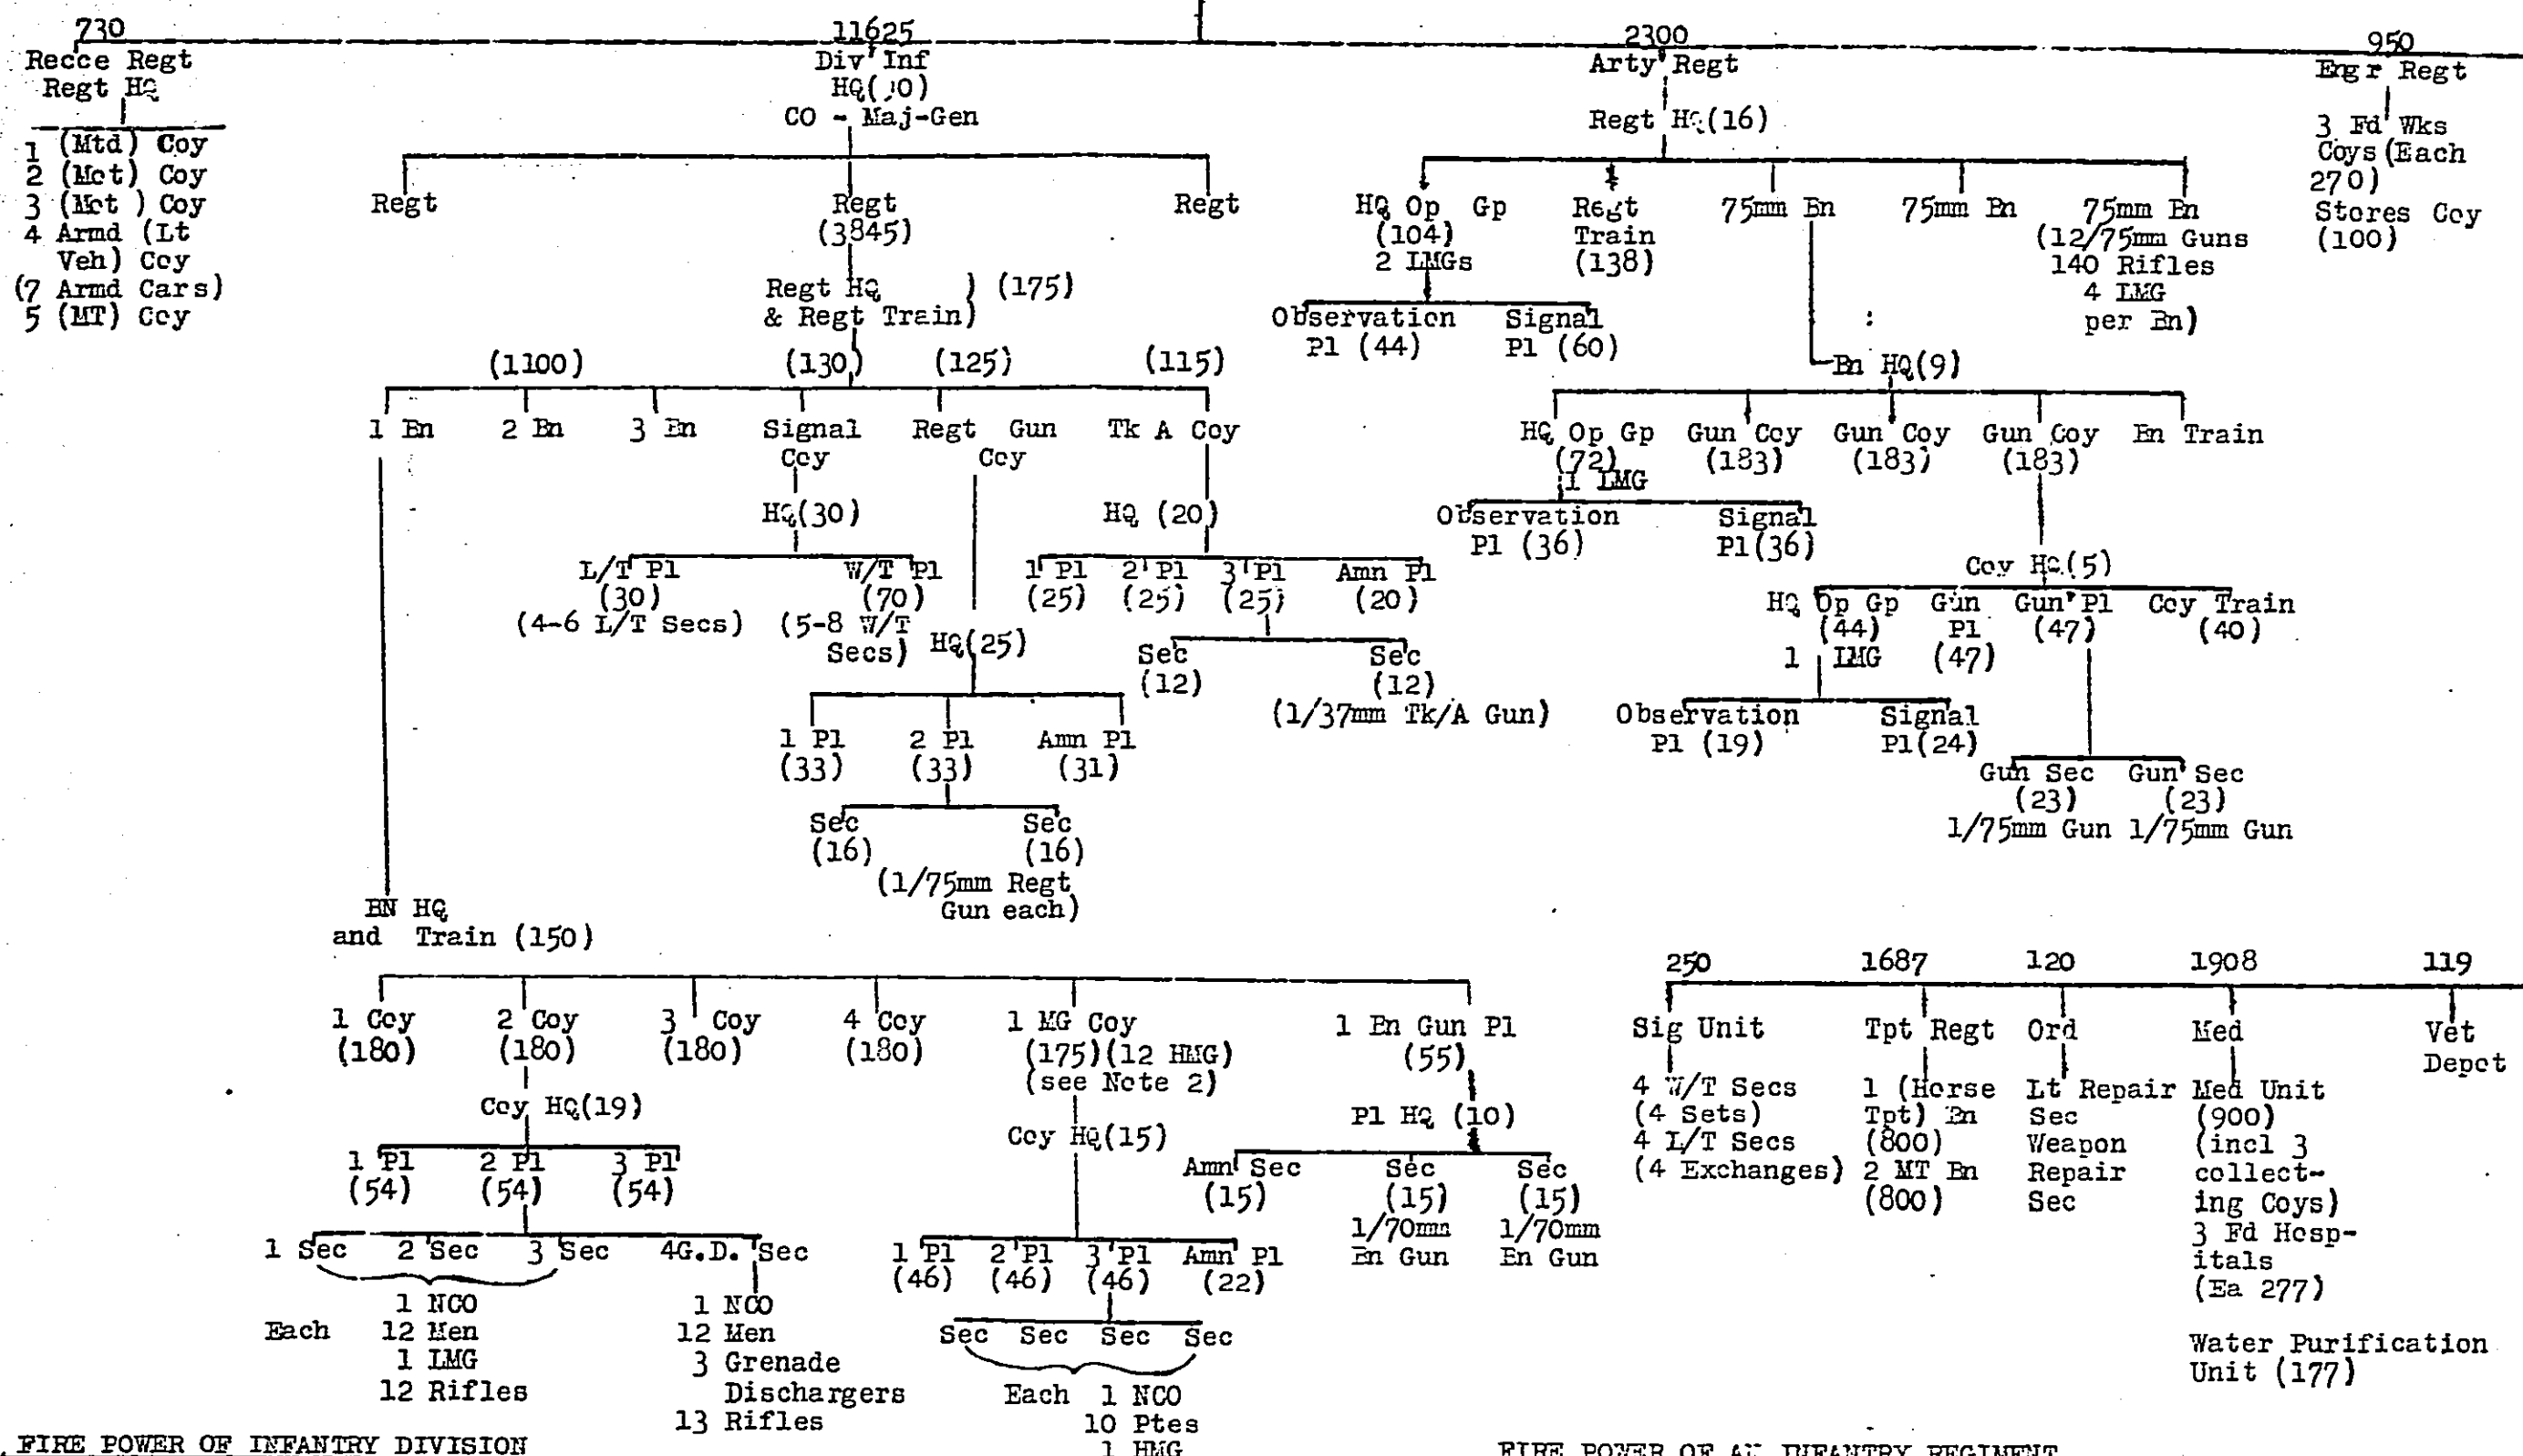 730
Recce Regt
Regt HQ
1 (Mtd) Coy
2 (Mot) Coy
3 (Mot ) Coy
4 Armd (Lt
Veh) Coy
(7 Armd Cars)
5 (MT) Coy
11625
Div Inf
CO - Maj-Gen
Regt
Regt
(3845)
Regt
Regt HQ
& Regt Train) (175)
(1100)
(130)
(125)
(115)
1 Bn
2 Bn
3 Bn
Signal
Coy
Regt Gun
Coy
Tk A Coy
HQ(30)
L/T Pl
(30)
(4-6 L/T Secs)
W/T Pl
(70)
(5-8 W/T
Secs)
HQ(25)
1 Pl
(33)
2 Pl
(33)
Amn Pl
(31)
Sec
(16)
Sec
(16)
(1/75mm Regt
Gun each)
HQ (20)
1 Pl
(25)
2 Pl
(25)
3 Pl
(25)
Amn Pl
(20)
Sec
(12)
Sec
(12)
(1/37mm Tk/A Gun)
BN HQ
and Train (150)
1 Coy
(180)
2 Coy
(180)
3 Coy
(180)
4 Coy
(180)
1 MG Coy
(175)(12 HMG)
(see Note 2)
1 Bn Gun Pl
(55)
Coy HQ(19)
1 Pl
(54)
2 Pl
(54)
3 Pl
(54)
1 Sec
2 Sec
3 Sec
4G.D. Sec
Each
1 NCO
12 Men
1 LMG
12 Rifles
1 NCO
12 Men
3 Grenade
Dischargers
13 Rifles
Coy HQ(15)
1 Pl
(46)
2 Pl
(46)
3 Pl
(46)
Amn Pl
(22)
Sec Sec Sec Sec
Each 1 NCO
10 Ptes
1 HMG
Pl HQ (10)
Amn Sec
(15)
Sec
(15)
1/70mm
Bn Gun
Sec
(15)
1/70mm
Bn Gun
2300
Arty Regt
Regt HQ(16)
HQ Op Gp
(104)
2 LMGs
Regt
Train
(138)
75mm Bn
75mm Bn
75mm Bn
(12/75mm Guns
140 Rifles
4 LMG
per Bn)
Observation
Pl (44)
Signal
Pl (60)
Bn HQ(9)
HQ Op Gp
(72)
1 LMG
Gun Coy
(183)
Gun Coy
(183)
Gun Coy
(183)
Bn Train
Observation
Pl (36)
Signal
Pl(36)
Coy HQ(5)
HQ Op Gp
(44)
1 LMG
Gun
Pl
(47)
Gun Pl
(47)
Coy Train
(40)
Observation
Pl (19)
Signal
Pl(24)
Gun Sec
(23)
1/75mm Gun
Gun Sec
(23)
1/75mm Gun
950
Engr Regt
3 Fd Wks
Coys(Each
270)
Stores Coy
(100)
250
Sig Unit
4 W/T Secs
(4 Sets)
4 L/T Secs
(4 Exchanges)
1687
Tpt Regt
1 (Horse
Tpt) Bn
(800)
2 MT Bn
(800)
120
Ord
Lt Repair
Sec
Weapon
Repair
Sec
1908
Med
Med Unit
(900)
(incl 3
collect-
ing Coys)
3 Fd Hosp-
itals
(Ea 277)
Water Purification
Unit (177)
119
Vet
Depot
FIRE POWER OF INFANTRY DIVISION
FIRE POWER OF AN INFANTRY REGIMENT